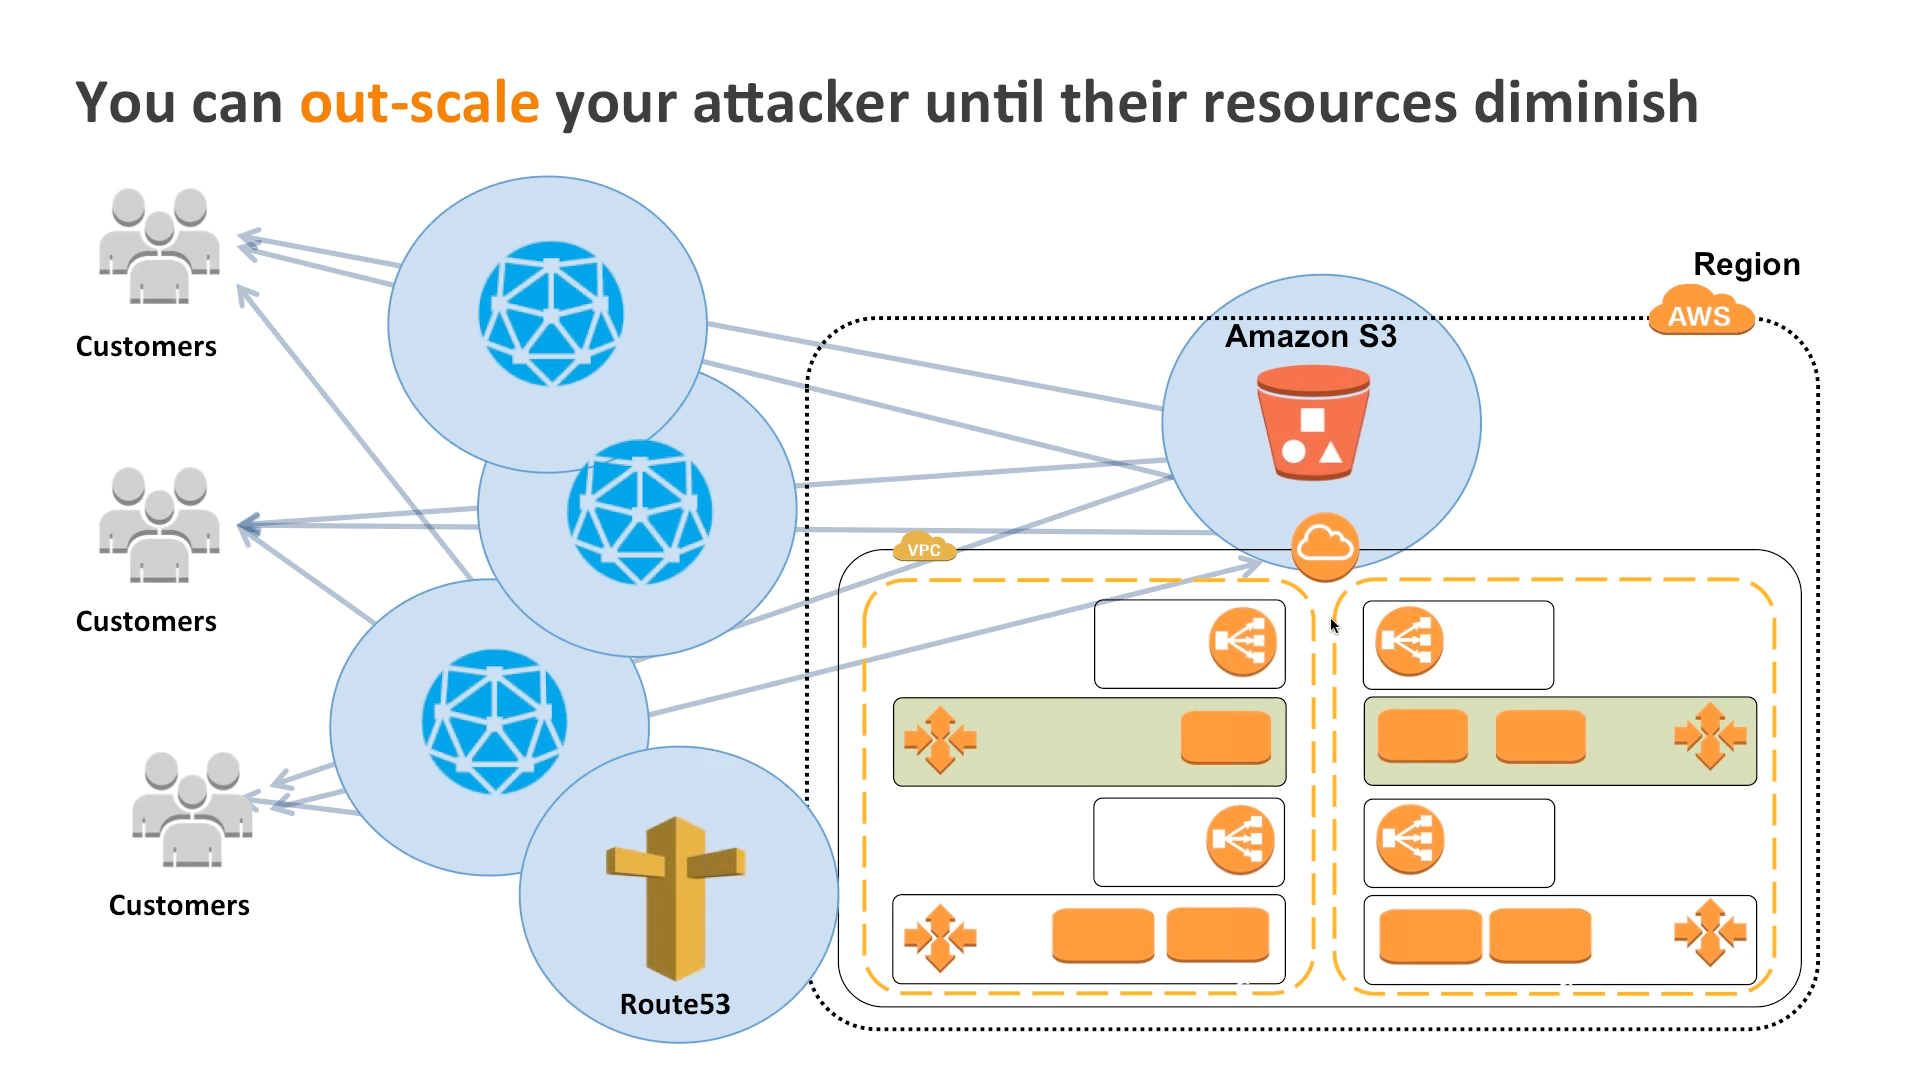 You can out-scale your attacker until their resources diminish
Region
AWS
Amazon S3
Customers
VPC
Customers
Customers
Route53